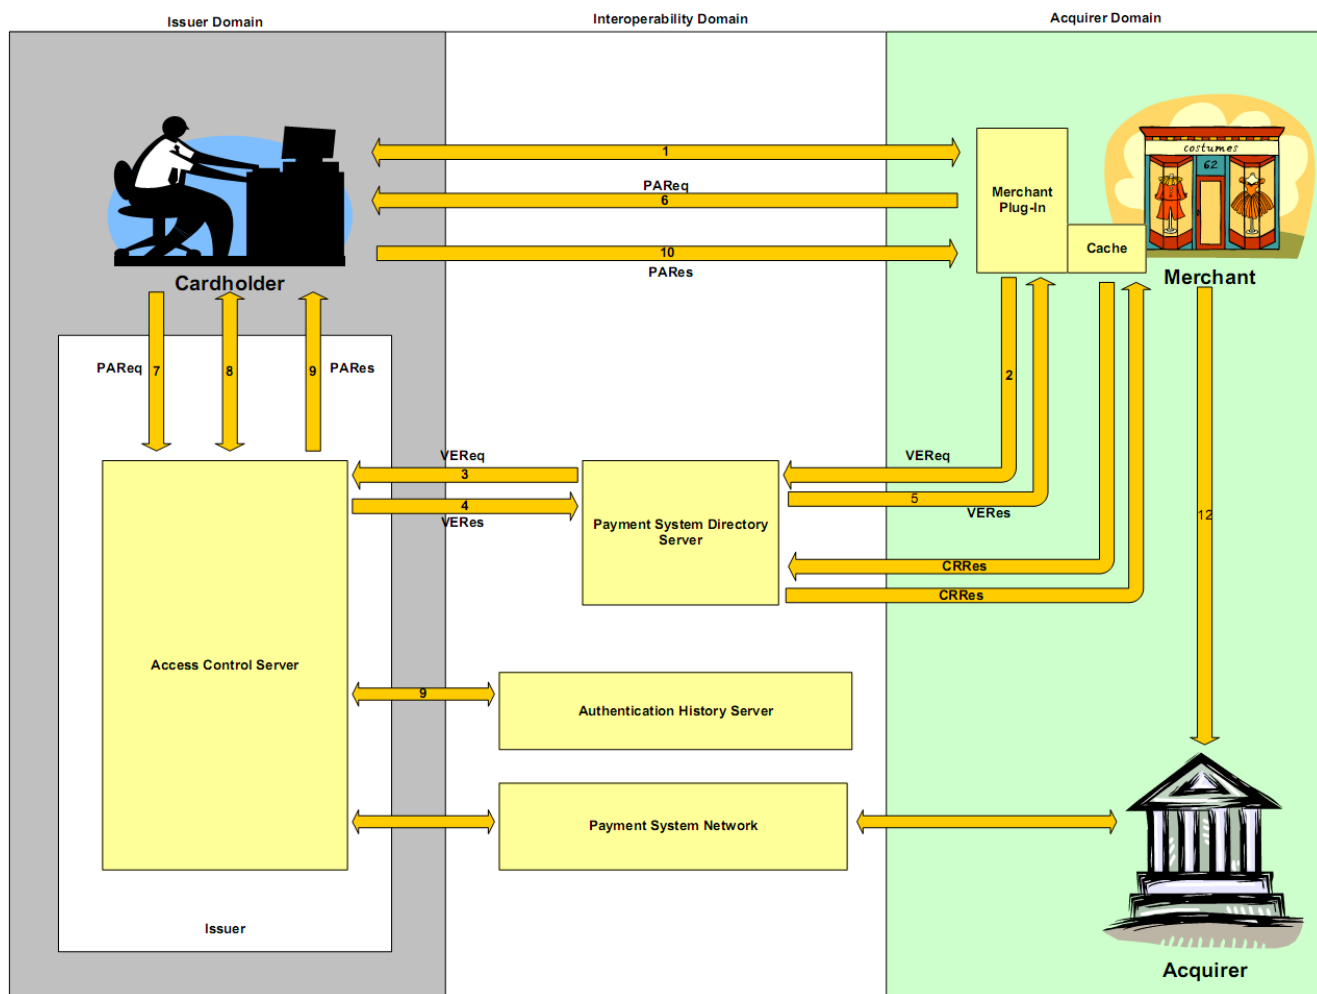 Issuer Domain
Interoperability Domain
Acquirer Domain
costumes
62
1
PAReq
6
10
PARes
Merchant
Plug-In
Cache
Cardholder
Merchant
PAReq
7
8
9
PARes
2
VEReq
3
4
VERes
VEReq
5
VERes
Payment System Directory
Server
12
CRRes
CRRes
Access Control Server
9
Authentication History Server
Payment System Network
Issuer
Acquirer